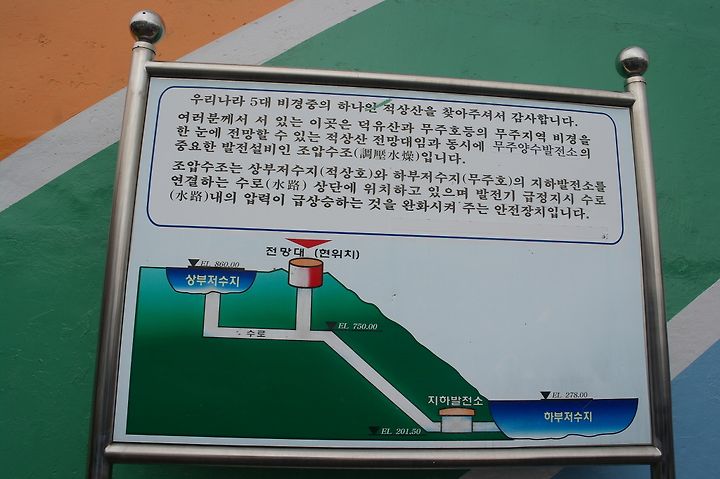 우리나라 5대 비경중의 하나인 적상산을 찾아주셔서 감사합니다.
여러분께서 서 있는 이곳은 덕유산과 무주호등의 무주지역 비경을
한 눈에 전망할 수 있는 적상산 전망대임과 동시에 무주양수발전소의
중요한 발전설비인 조압수조(調壓水燥)입니다.
조압수조는 상부저수지(적상호)와 하부저수지(무주호)의 지하발전소를
연결하는 수로(水路) 상단에 위치하고 있으며 발전기 급정지시 수로
(水路)내의 압력이 급상승하는 것을 완화시켜 주는 안전장치입니다.
전망대 (현위치)
EL 860.00
상부저수지
수로
EL 750.00
지하발전소
EL 278.00
하부저수지
EL 201.50